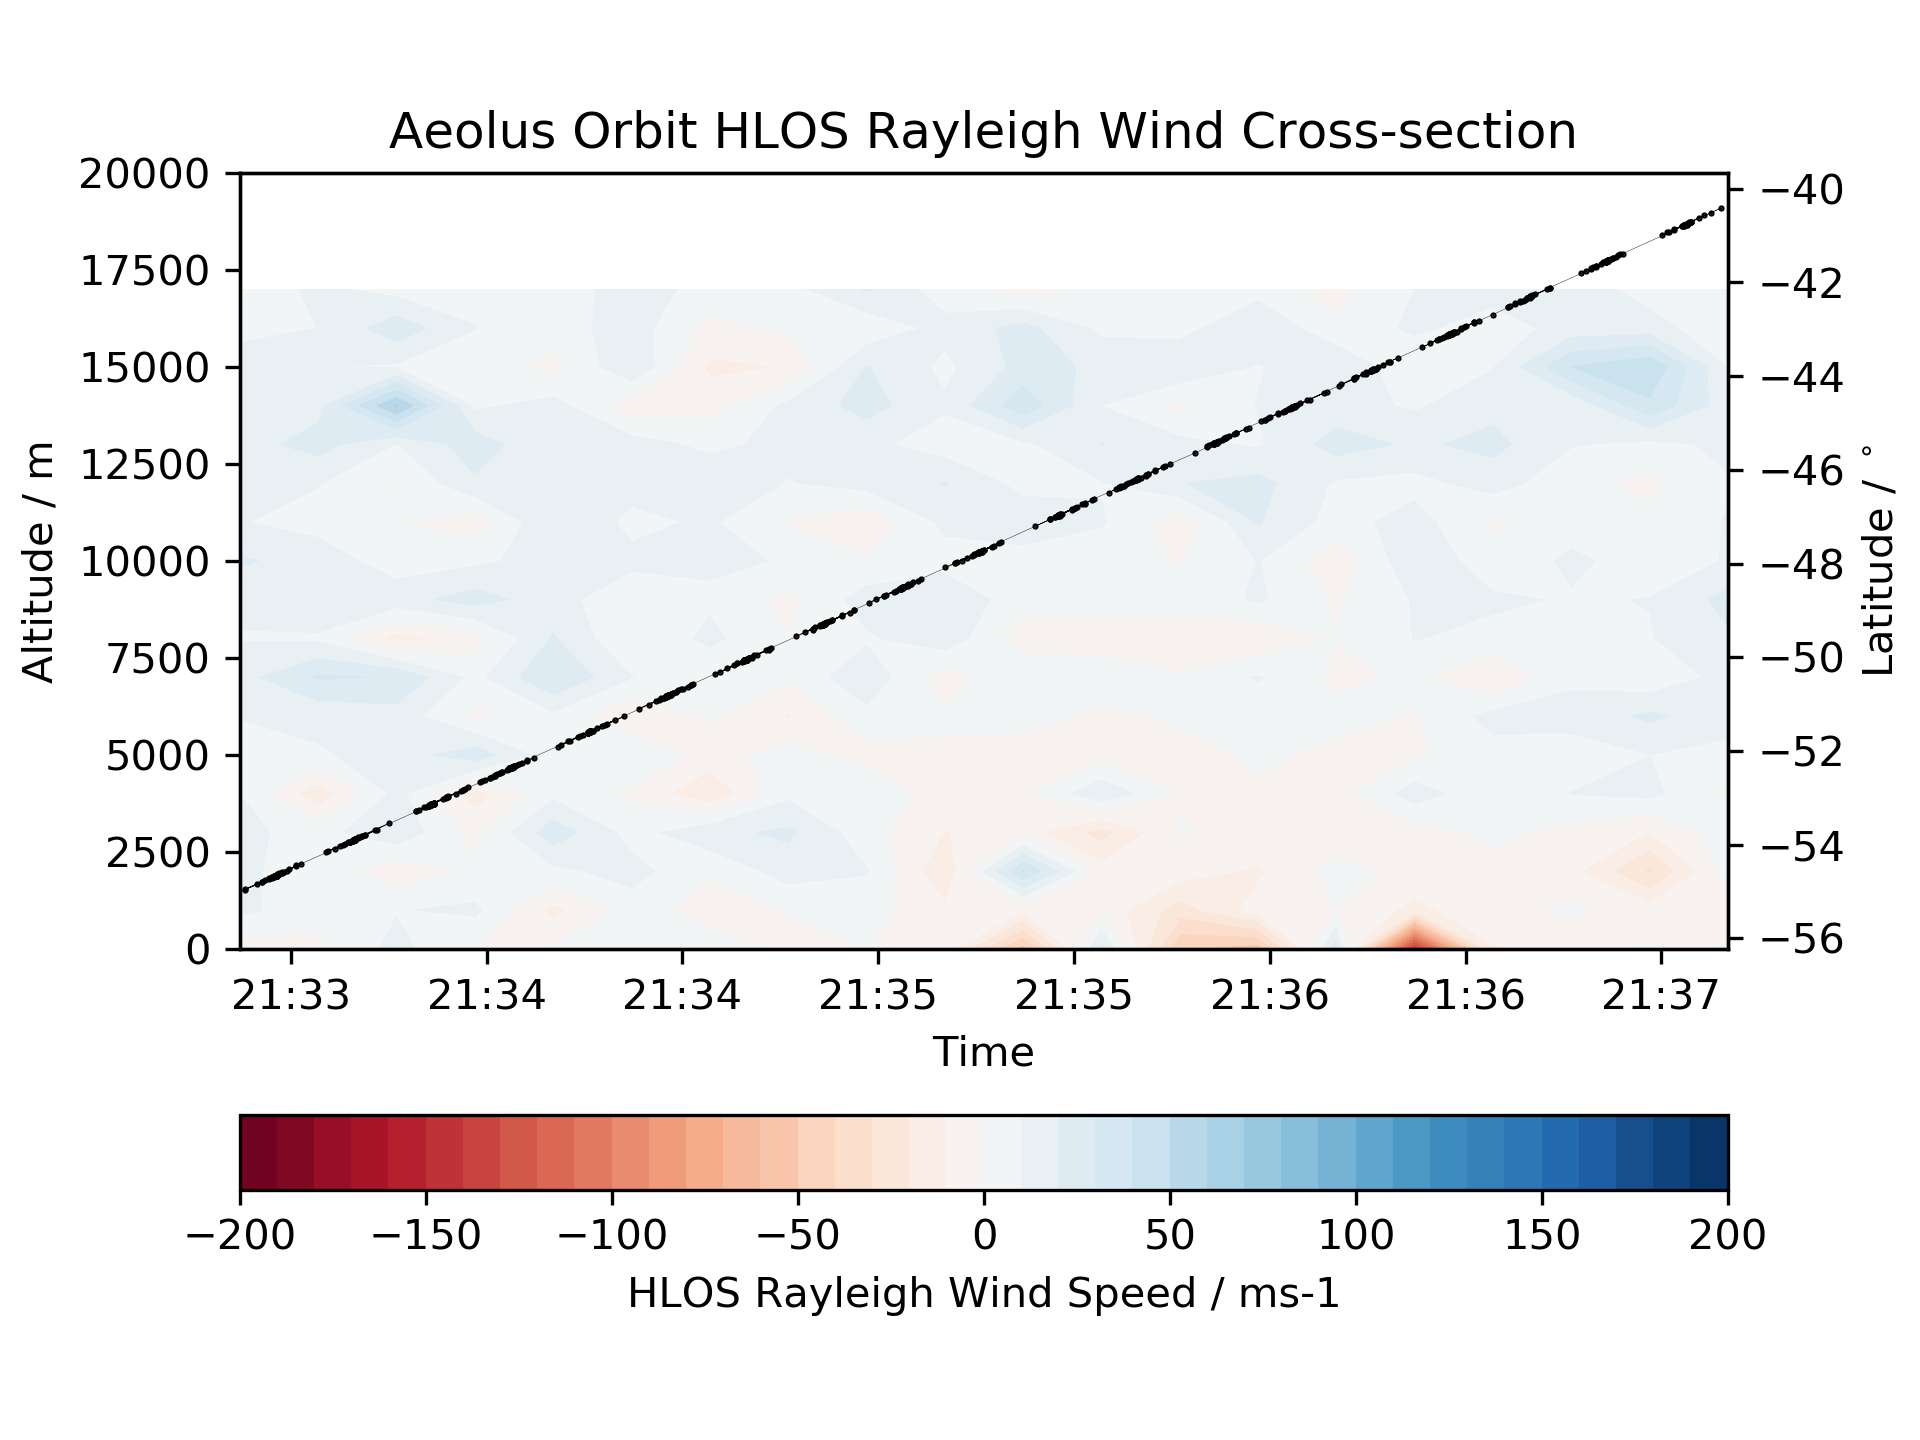 Aeolus Orbit HLOS Rayleigh Wind Cross-section
20000
17500
15000
12500
10000
7500
5000
2500
0
Altitude / m
−40
−42
−44
−46
−48
−50
−52
−54
−56
Latitude / °
21:33 21:34 21:34 21:35 21:35 21:36 21:36 21:37
Time
−200 −150 −100 −50 0 50 100 150 200
HLOS Rayleigh Wind Speed / ms-1